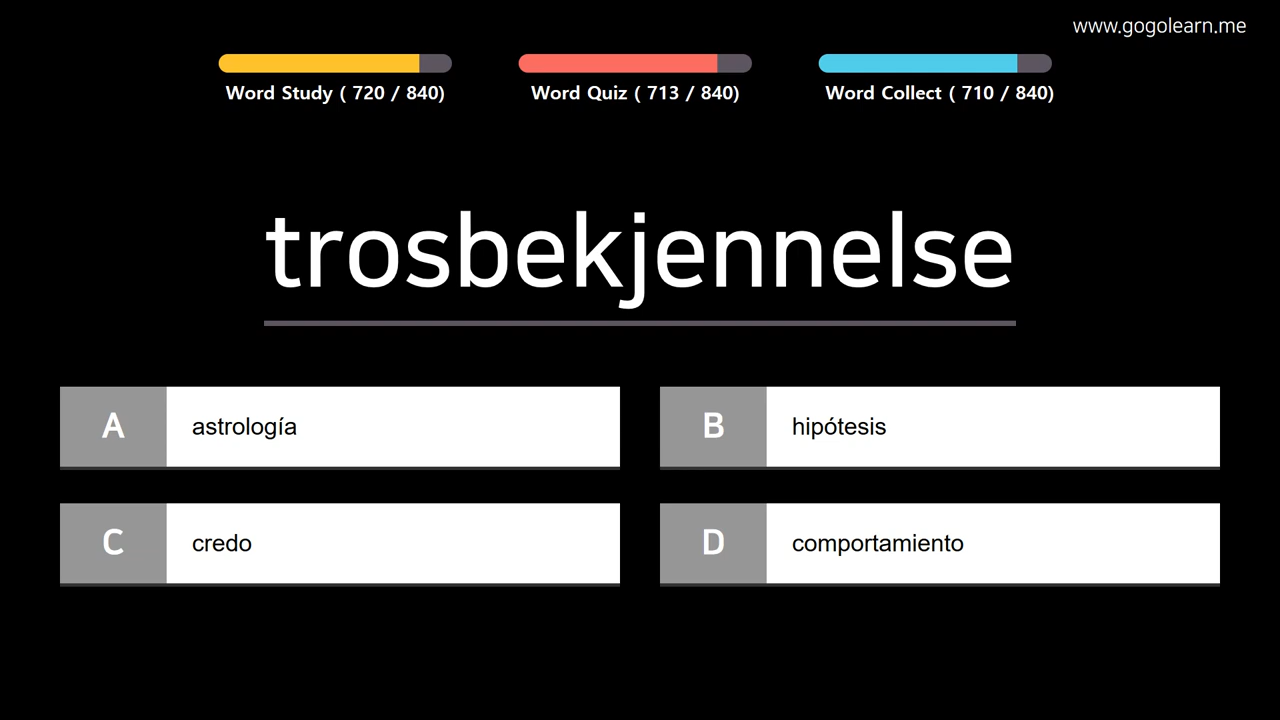 www.gogolearn.me
Word Study ( 720 / 840)
Word Quiz ( 713 / 840)
Word Collect ( 710 / 840)
trosbekjennelse
A astrología
B hipótesis
C credo
D comportamiento